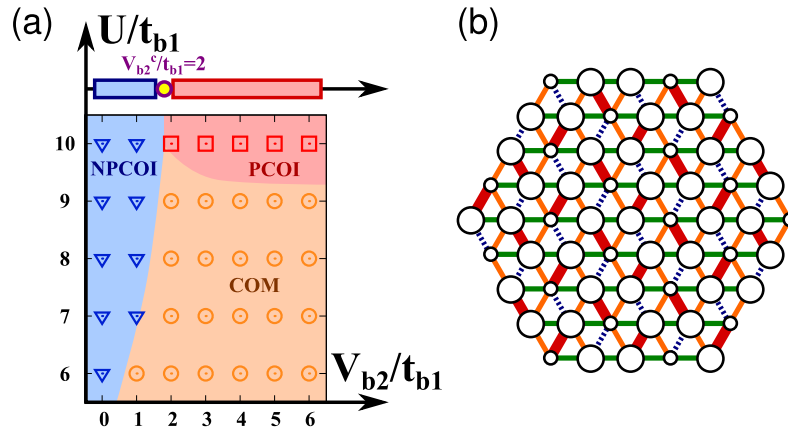 (a)
U/t_b1
V_b2^c/t_b1=2
10
NPCOI
PCOI
9
8
COM
7
6
V_b2/t_b1
0 1 2 3 4 5 6
(b)